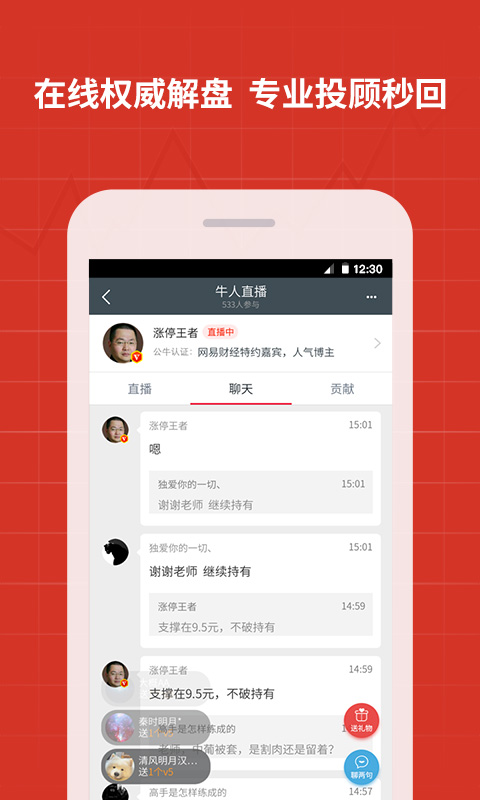 在线权威解盘 专业投顾秒回
12:30
牛人直播
533人参与
涨停王者 直播中
公牛认证：网易财经特约嘉宾，人气博主
直播 聊天 贡献
涨停王者 15:01
嗯
独爱你的一切、 15:01
谢谢老师 继续持有
独爱你的一切、 15:01
谢谢老师 继续持有
涨停王者 14:59
支撑在9.5元，不破持有
涨停王者 14:59
支撑在9.5元，不破持有
秦时明月*
送1个v5
高手是怎样练成的
老师，中葡被套，是割肉还是留着？
送礼物
清风明月汉...
送1个v5
聊两句
高手是怎样练成的 14:56